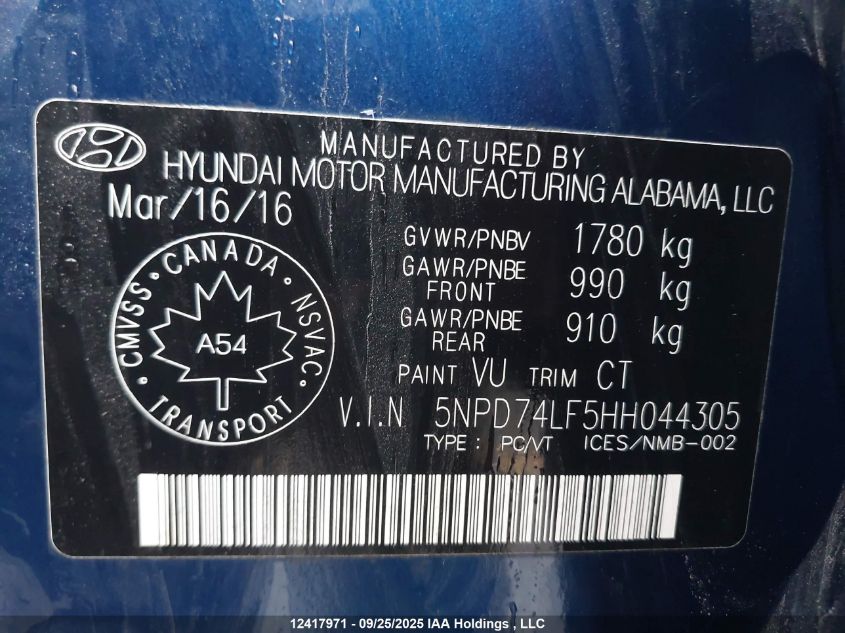 MANUFACTURED BY
HYUNDAI MOTOR MANUFACTURING ALABAMA, LLC
Mar/16/16
GVWR/PNBV 1780 kg
GAWR/PNBE FRONT 990 kg
GAWR/PNBE REAR 910 kg
PAINT VU TRIM CT
CANADA
CMVSS · NSVAC
A54
TRANSPORT
V.I.N 5NPD74LF5HH044305
TYPE : PC/VT ICES/NMB-002
12417971 - 09/25/2025 IAA Holdings , LLC